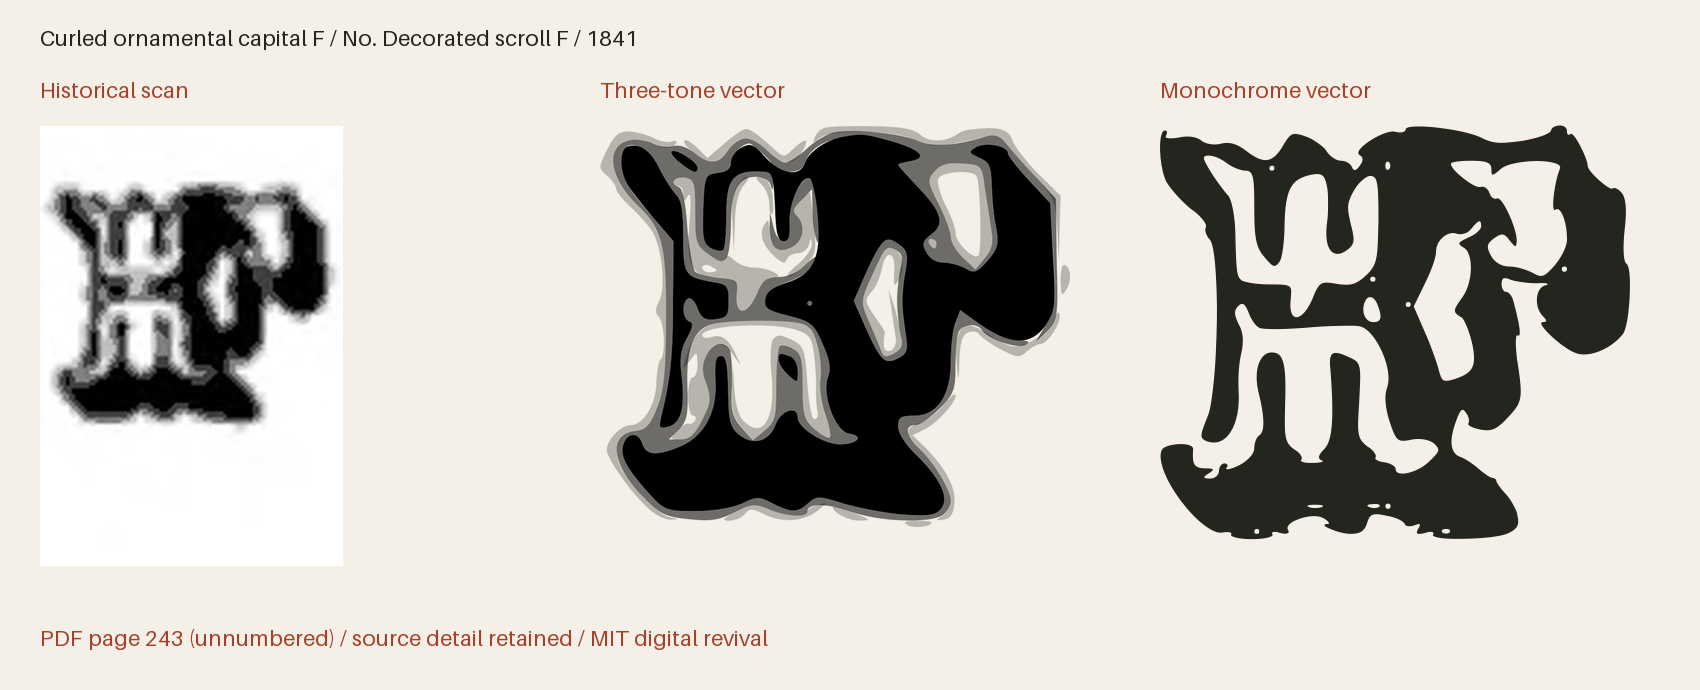 Curled ornamental capital F / No. Decorated scroll F / 1841
Historical scan
Three-tone vector
Monochrome vector
F F F
PDF page 243 (unnumbered) / source detail retained / MIT digital revival